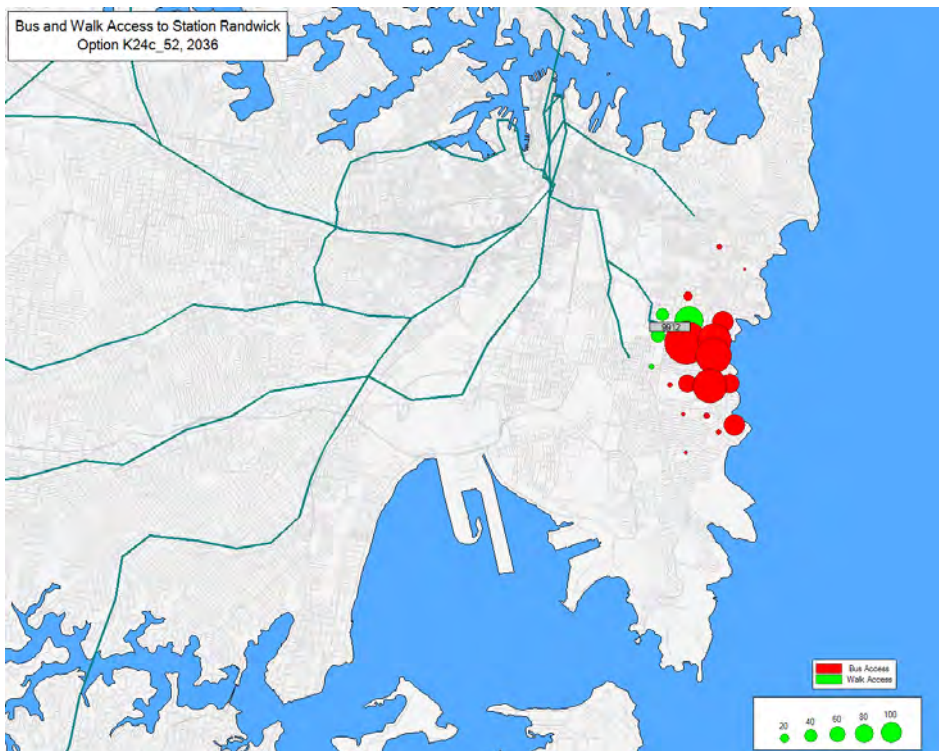 Bus and Walk Access to Station Randwick
Option K24c_52, 2036
9912
Bus Access
Walk Access
20 40 60 80 100